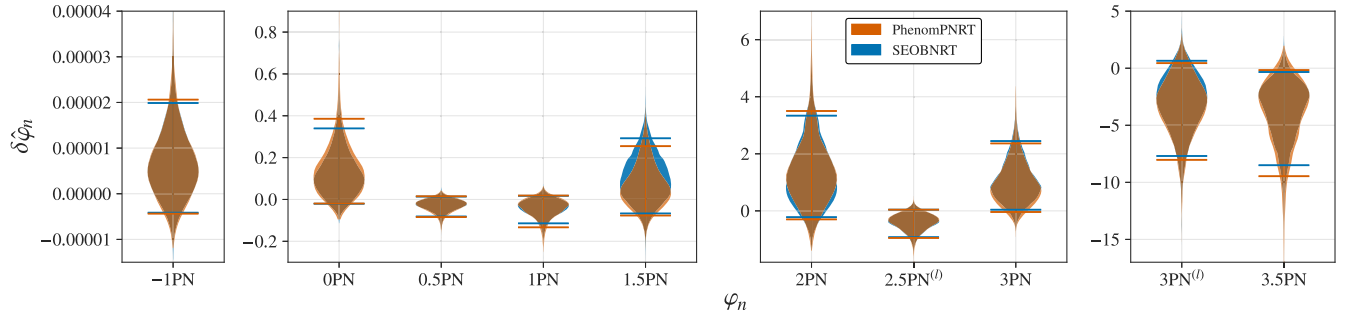 δφ̂ₙ
0.00004
0.00003
0.00002
0.00001
0.00000
−0.00001
−1PN
0.8
0.6
0.4
0.2
0.0
−0.2
0PN 0.5PN 1PN 1.5PN
6
4
2
0
PhenomPNRT
SEOBNRT
2PN 2.5PN⁽ˡ⁾ 3PN
5
0
−5
−10
−15
3PN⁽ˡ⁾ 3.5PN
φₙ